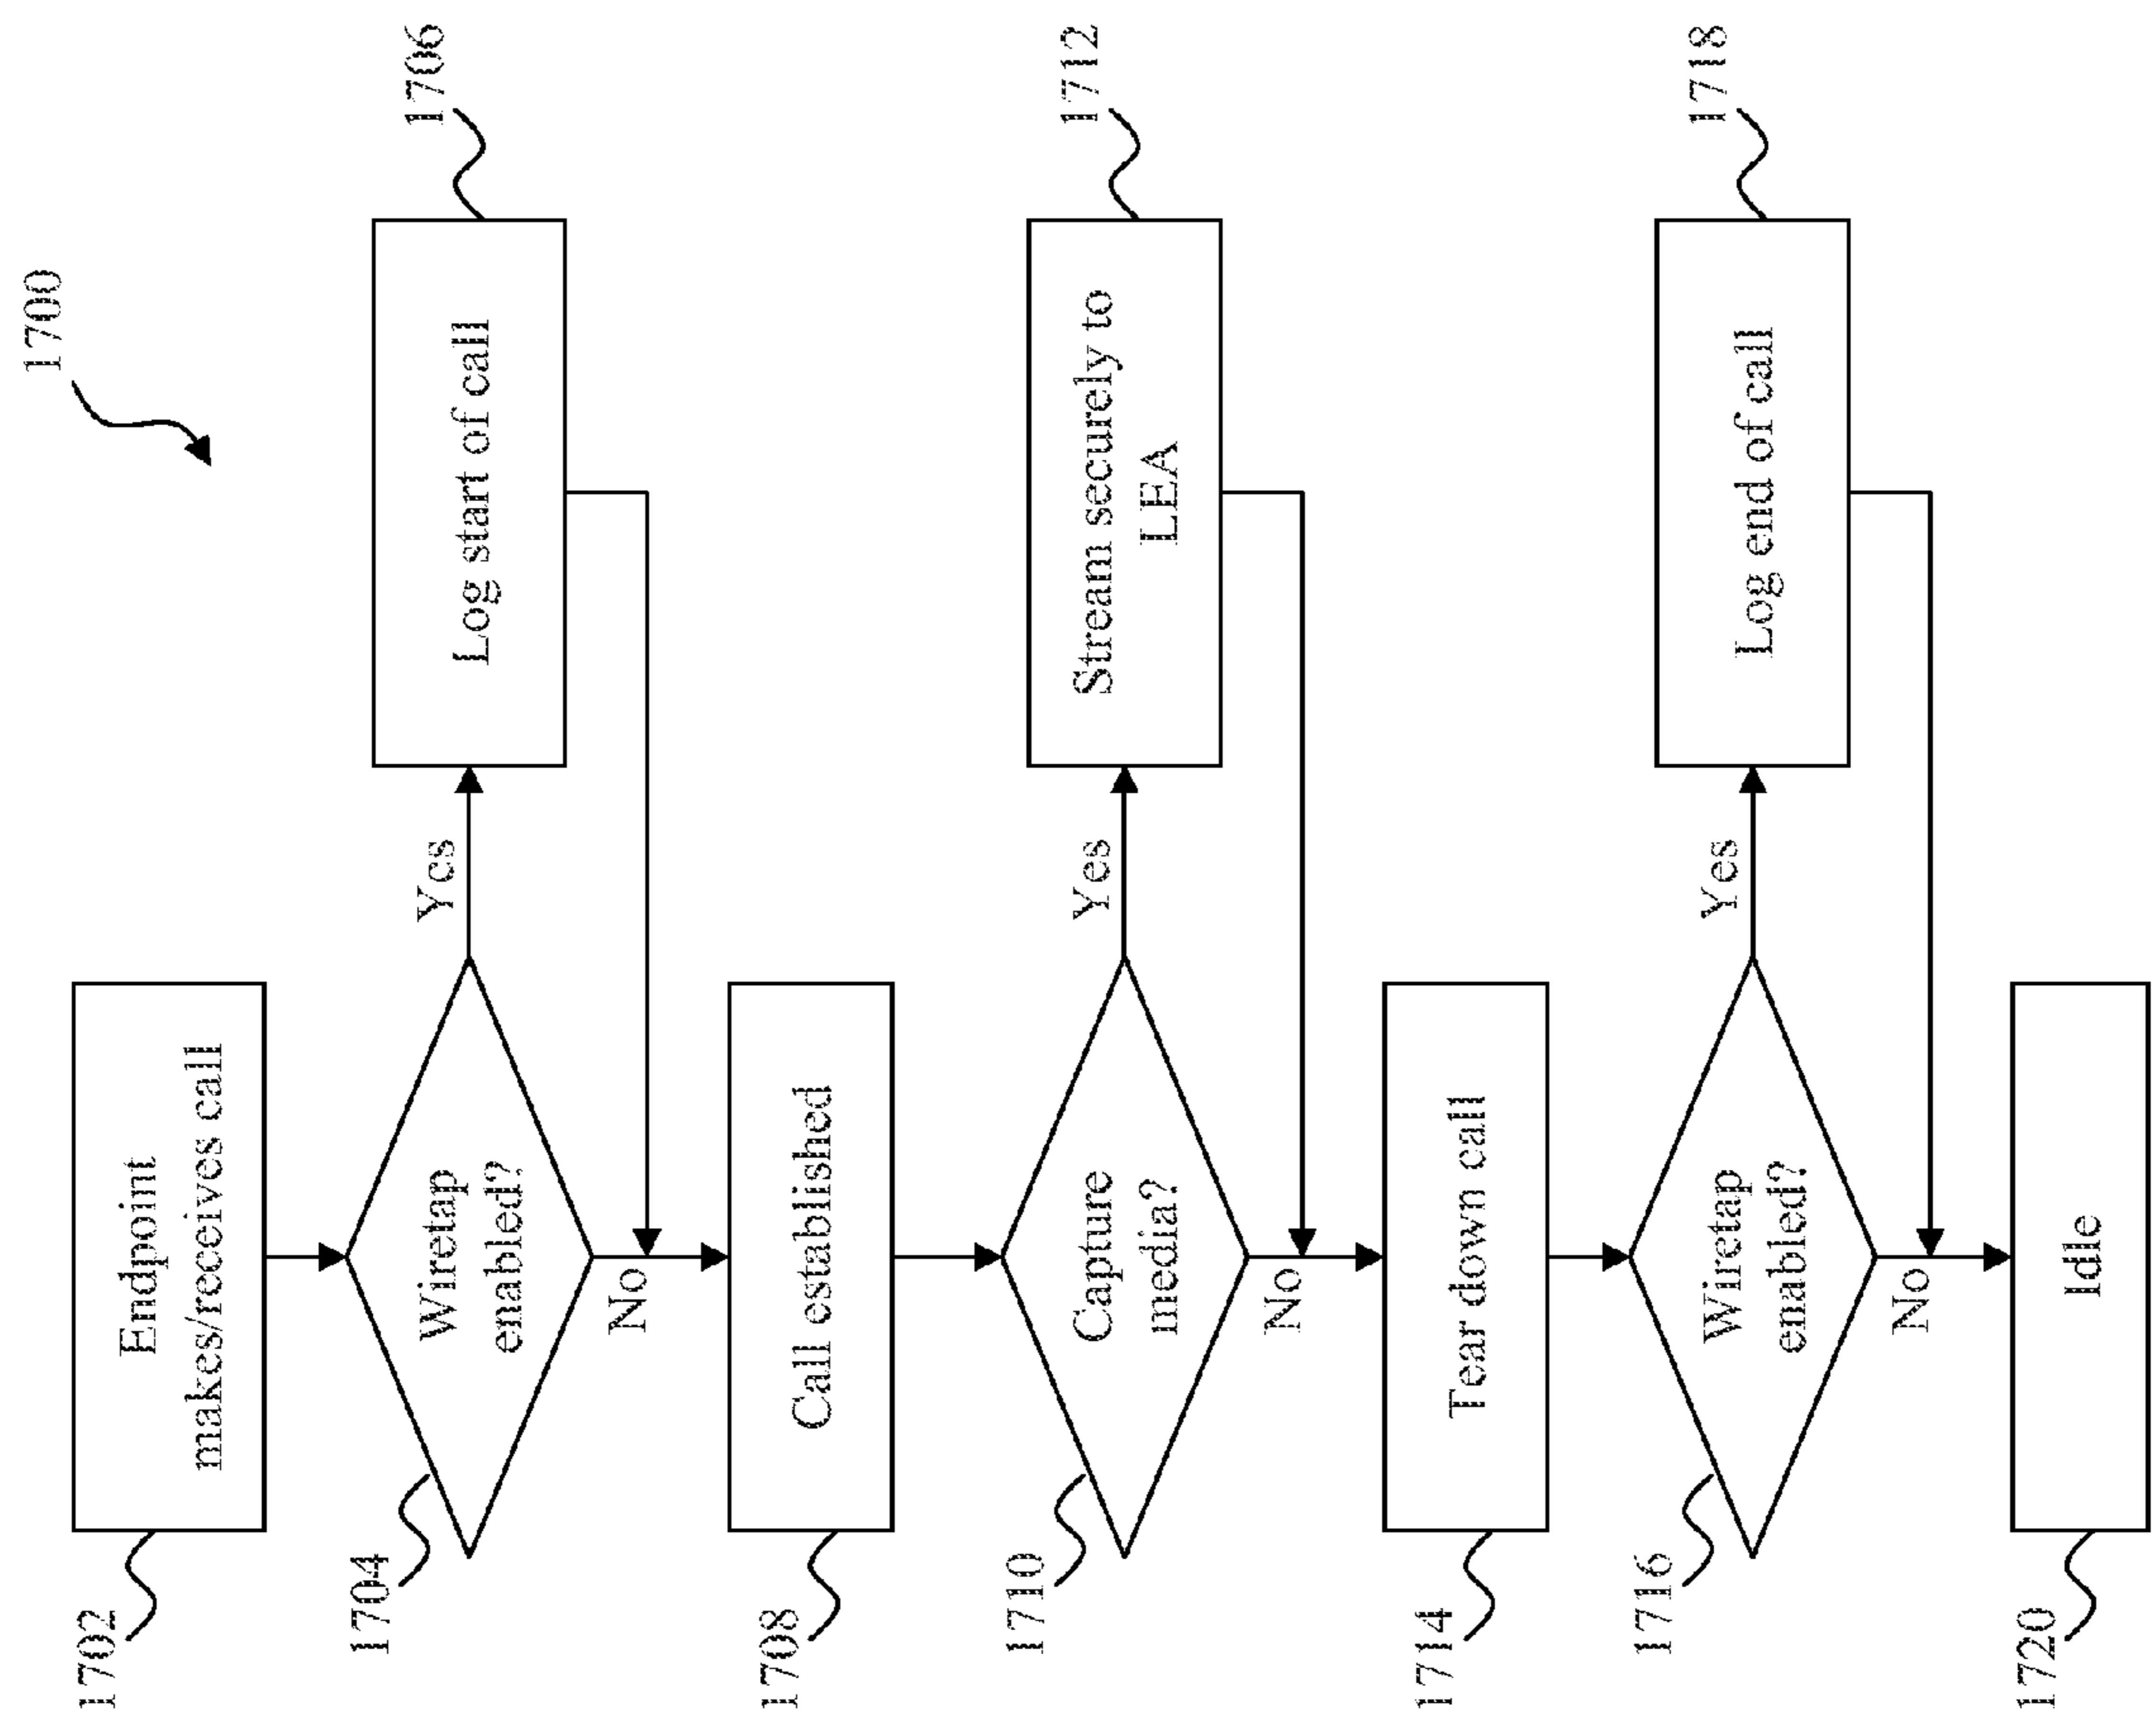 1700
Endpoint
makes/receives call
1702
Wiretap
enabled?
1704
Yes
Log start of call
1706
No
Call established
1708
Capture
media?
1710
Yes
Stream securely to
LEA
1712
No
Tear down call
1714
Wiretap
enabled?
1716
Yes
Log end of call
1718
No
Idle
1720